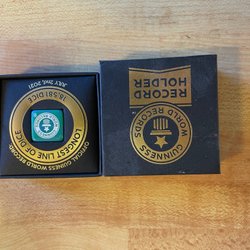 OFFICIAL GUINNESS WORLD RECORD
LONGEST LINE OF DICE
18,581 DICE
JULY 2nd, 2021
RECORD
HOLDER
GUINNESS
WORLD RECORDS